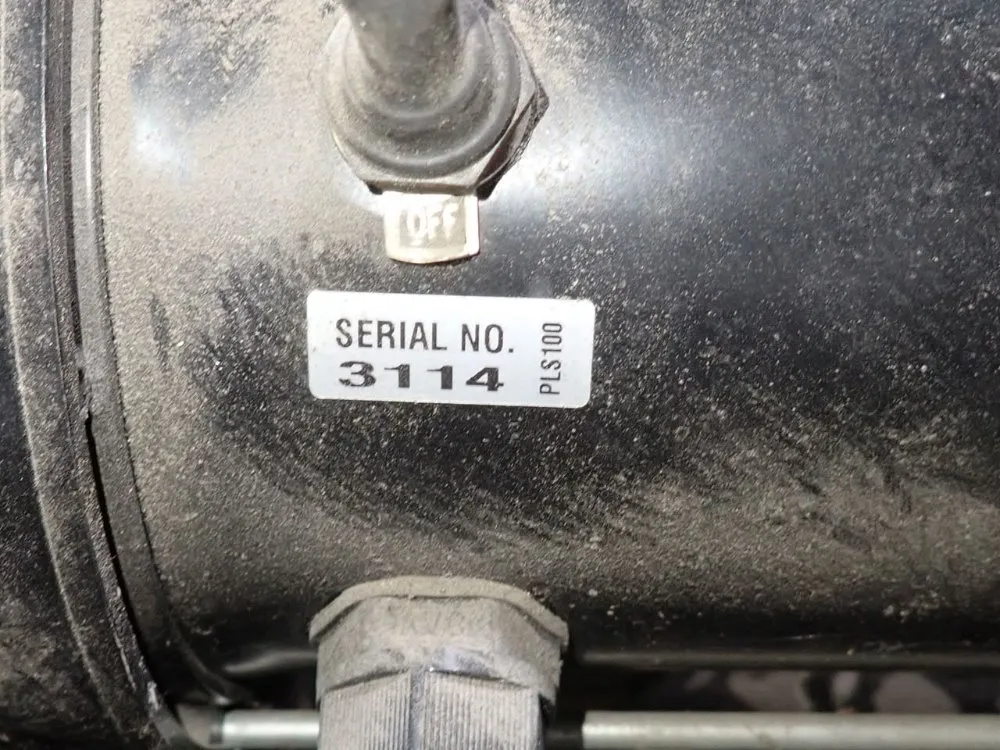 OFF
SERIAL NO.
3114
PLS100